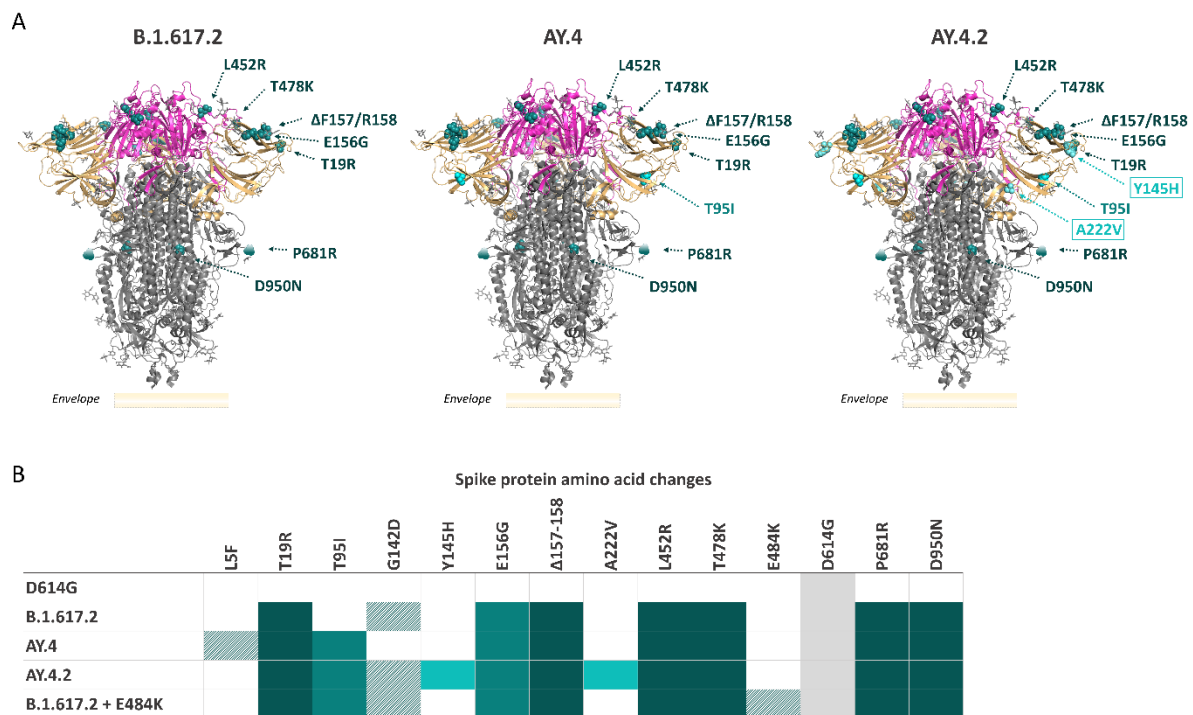 A
B.1.617.2
L452R
T478K
ΔF157/R158
E156G
T19R
P681R
D950N
Envelope
AY.4
L452R
T478K
ΔF157/R158
E156G
T19R
T95I
P681R
D950N
Envelope
AY.4.2
L452R
T478K
ΔF157/R158
E156G
T19R
Y145H
T95I
A222V
P681R
D950N
Envelope
B
Spike protein amino acid changes
L5F T19R T95I G142D Y145H E156G Δ157-158 A222V L452R T478K E484K D614G P681R D950N
D614G
B.1.617.2
AY.4
AY.4.2
B.1.617.2 + E484K